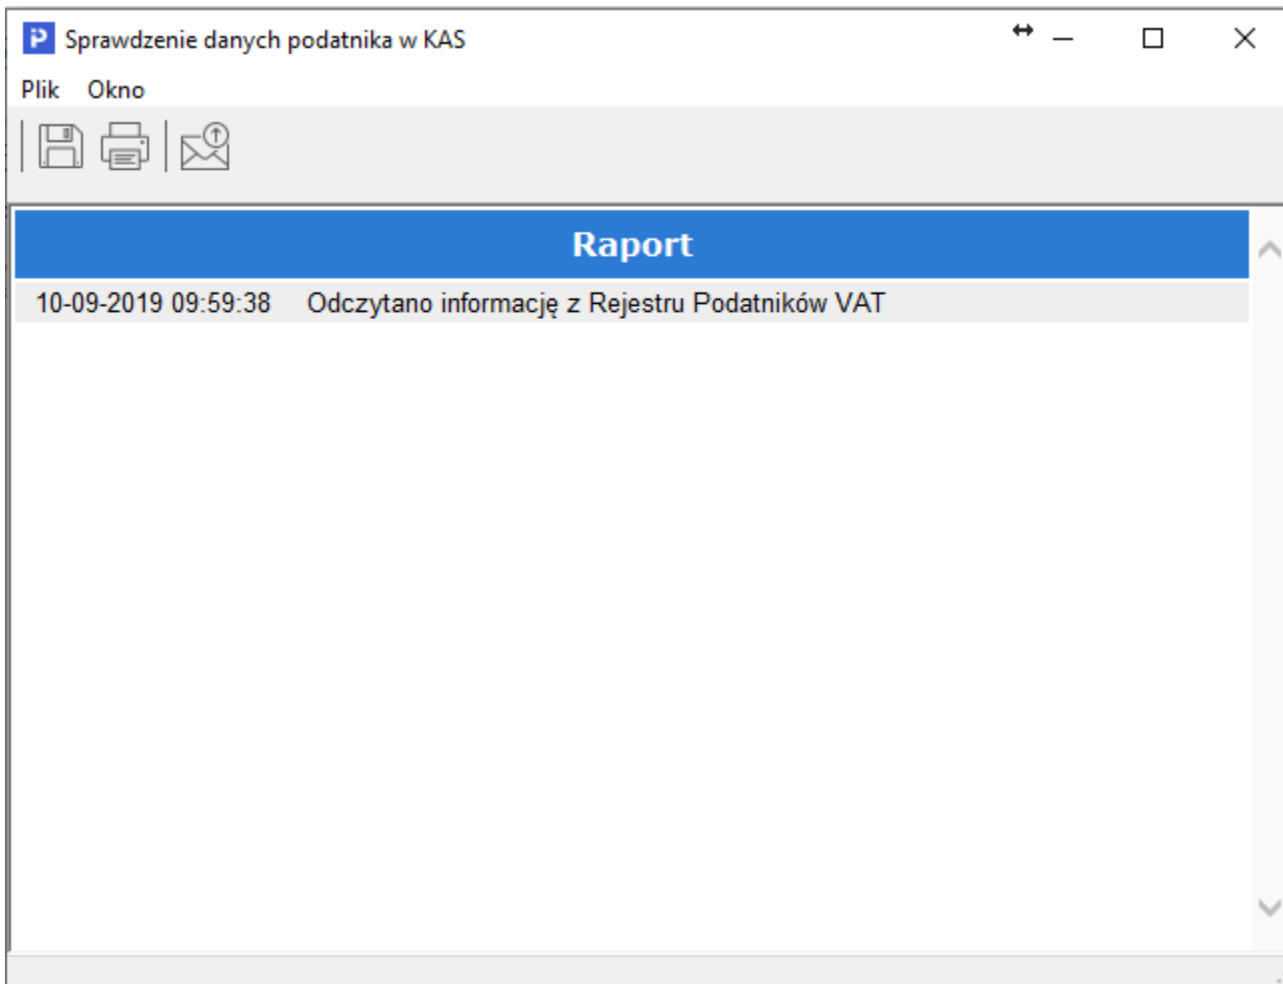 Sprawdzenie danych podatnika w KAS
Plik Okno
Raport
10-09-2019 09:59:38 Odczytano informację z Rejestru Podatników VAT